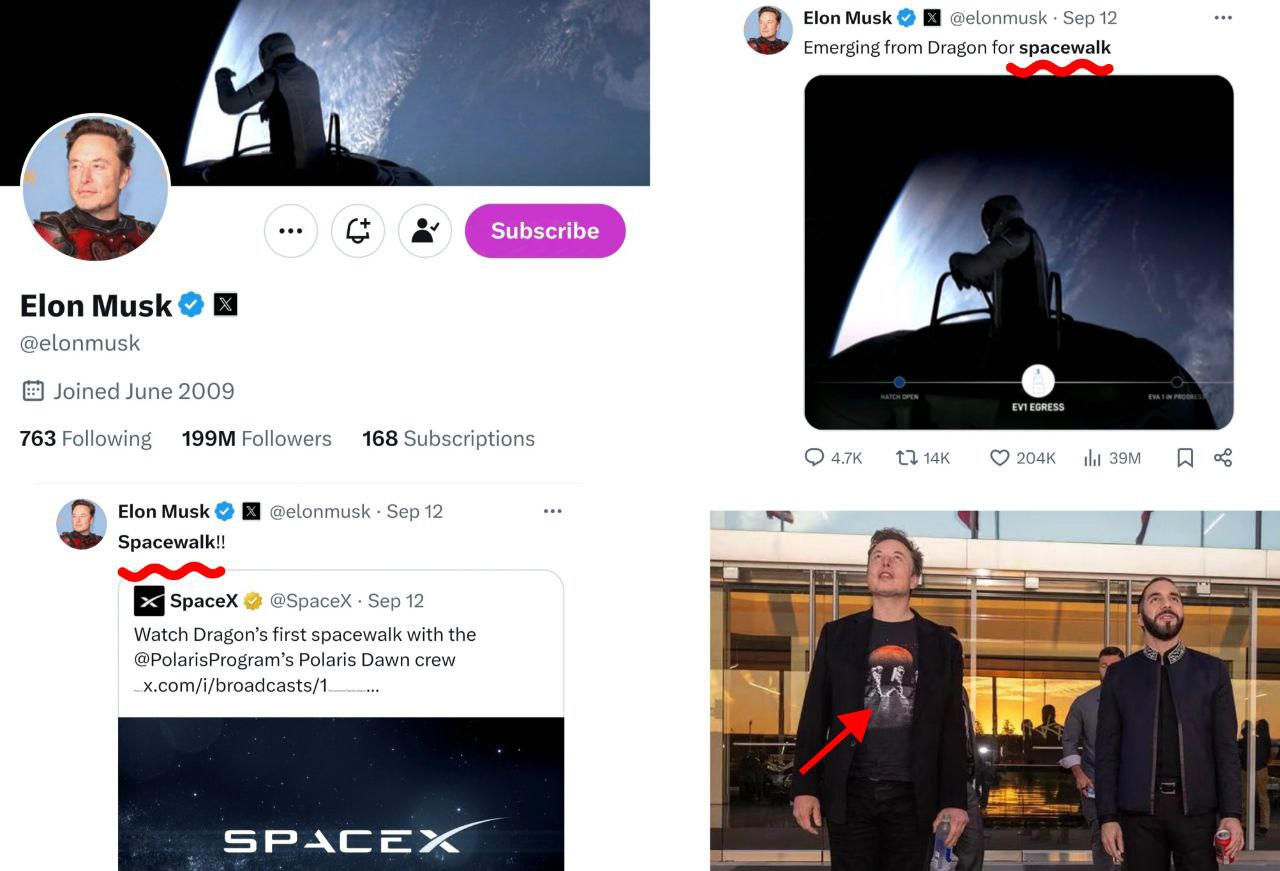 Subscribe
Elon Musk
@elonmusk
Joined June 2009
763 Following 199M Followers 168 Subscriptions
Elon Musk @elonmusk · Sep 12
Spacewalk!!
SpaceX @SpaceX · Sep 12
Watch Dragon’s first spacewalk with the
@PolarisProgram’s Polaris Dawn crew
x.com/i/broadcasts/1...
SPACEX
Elon Musk @elonmusk · Sep 12
Emerging from Dragon for spacewalk
HATCH OPEN
EV1 EGRESS
EVA 1 IN PROGRESS
4.7K 14K 204K 39M